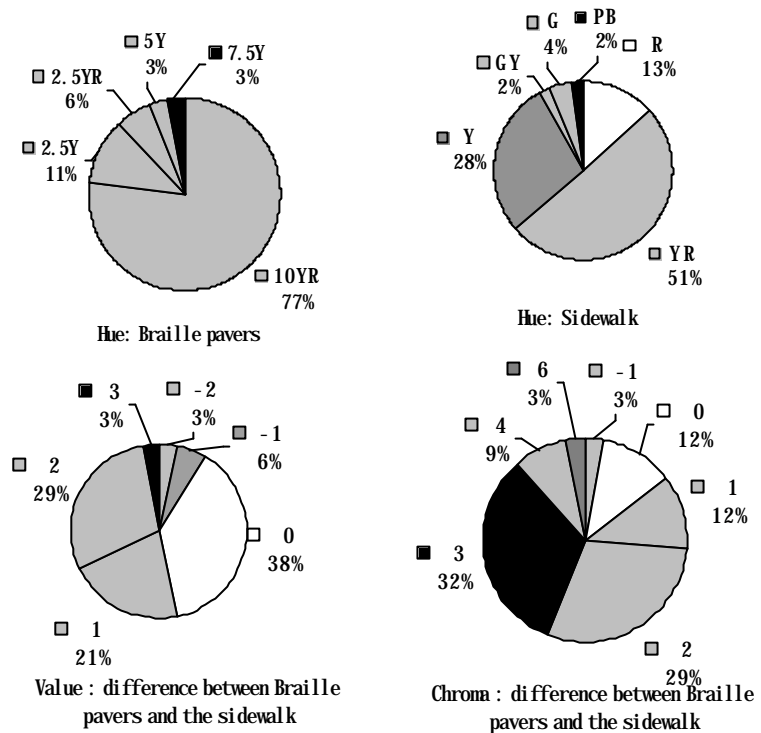 5Y
3%
7.5Y
3%
2.5YR
6%
2.5Y
11%
10YR
77%
Hue: Braille pavers
G
4%
PB
2%
R
13%
GY
2%
Y
28%
YR
51%
Hue: Sidewalk
3
3%
-2
3%
-1
6%
2
29%
0
38%
1
21%
Value : difference between Braille
pavers and the sidewalk
6
3%
-1
3%
0
12%
4
9%
1
12%
3
32%
2
29%
Chroma : difference between Braille
pavers and the sidewalk